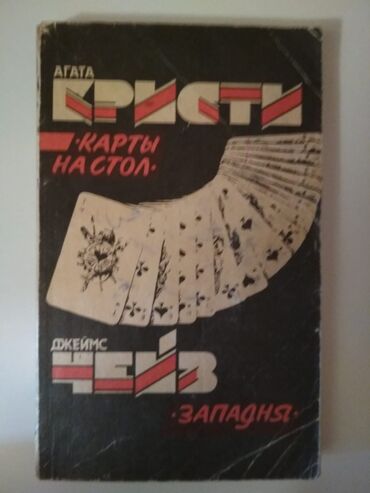 АГАТА
КРИСТИ
·КАРТЫ
НА СТОЛ·
ДЖЕЙМС
ЧЕЙЗ
·ЗАПАДНЯ·